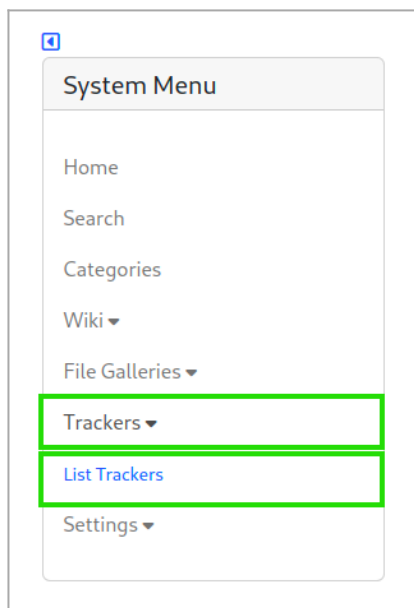 System Menu
Home
Search
Categories
Wiki
File Galleries
Trackers
List Trackers
Settings